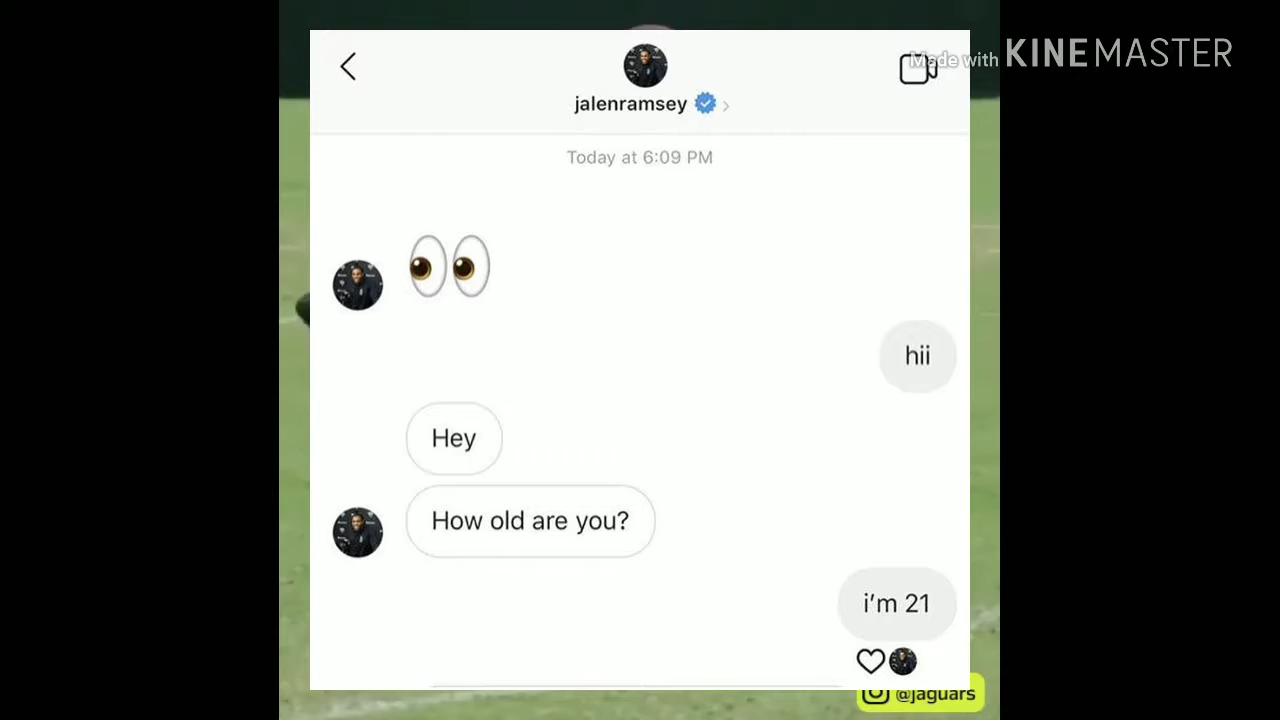 Made with KINEMASTER
jalenramsey
Today at 6:09 PM
hii
Hey
How old are you?
i'm 21
@jaguars